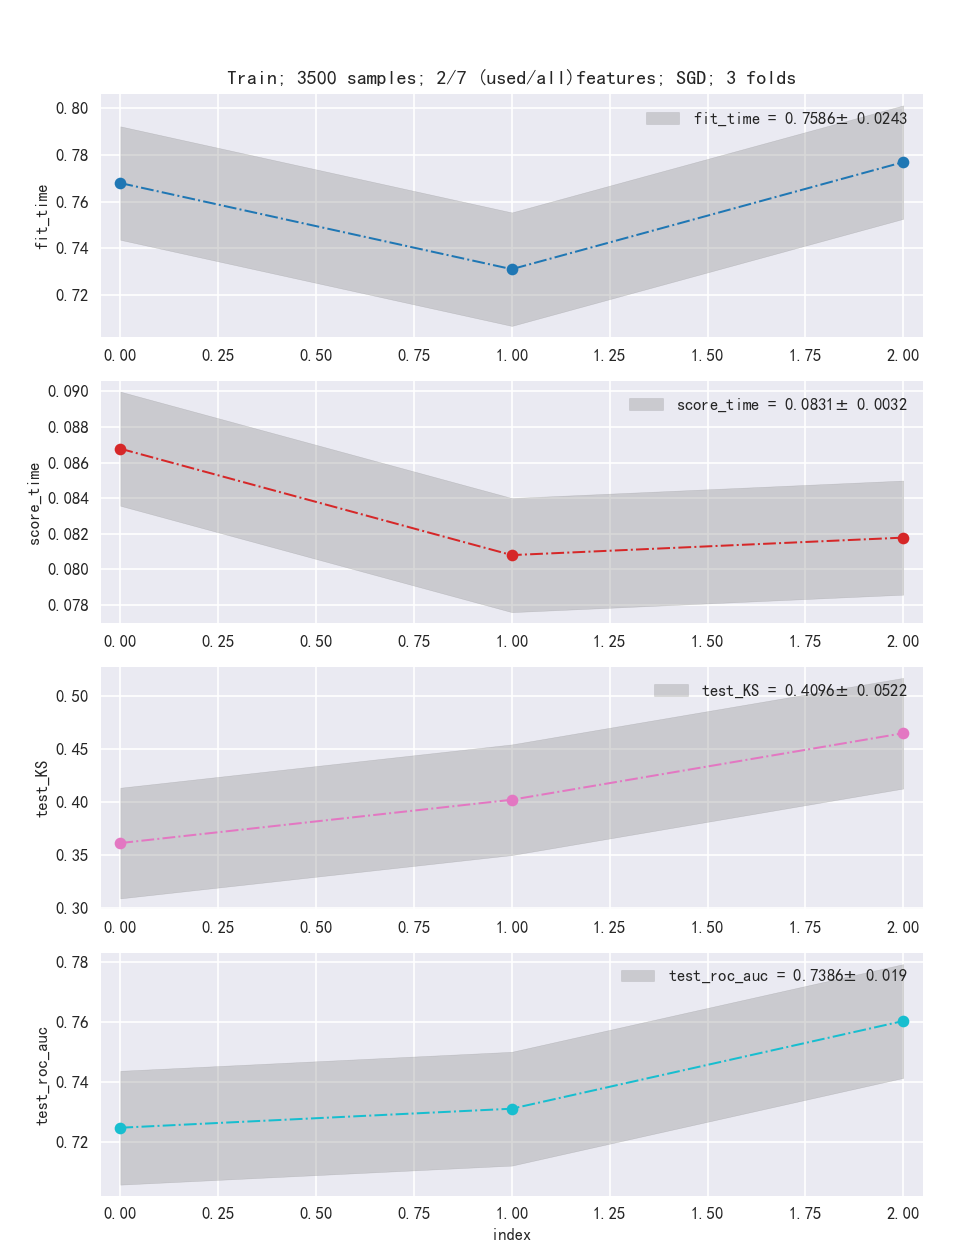 Train; 3500 samples; 2/7 (used/all)features; SGD; 3 folds
fit_time = 0.7586± 0.0243
0.80
0.78
0.76
0.74
0.72
fit_time
0.00 0.25 0.50 0.75 1.00 1.25 1.50 1.75 2.00
score_time = 0.0831± 0.0032
0.090
0.088
0.086
0.084
0.082
0.080
0.078
score_time
0.00 0.25 0.50 0.75 1.00 1.25 1.50 1.75 2.00
test_KS = 0.4096± 0.0522
0.50
0.45
0.40
0.35
0.30
test_KS
0.00 0.25 0.50 0.75 1.00 1.25 1.50 1.75 2.00
test_roc_auc = 0.7386± 0.019
0.78
0.76
0.74
0.72
test_roc_auc
0.00 0.25 0.50 0.75 1.00 1.25 1.50 1.75 2.00
index